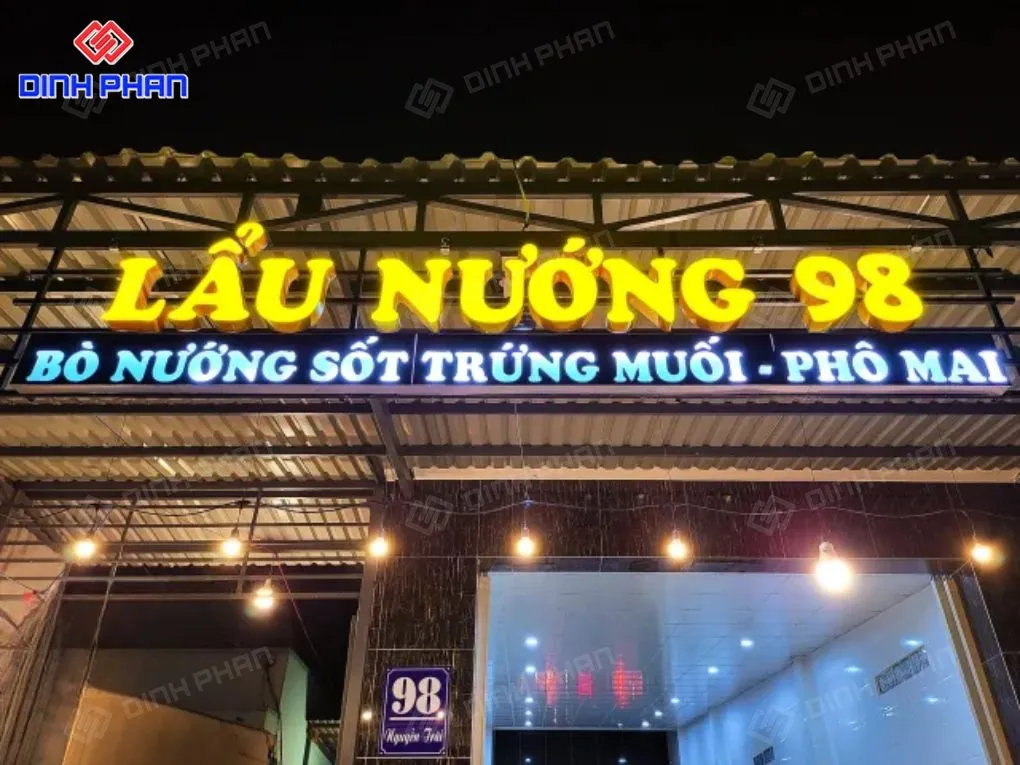 DINH PHAN
LẨU NƯỚNG 98
BÒ NƯỚNG SỐT TRỨNG MUỐI - PHÔ MAI
98
Nguyễn Trãi